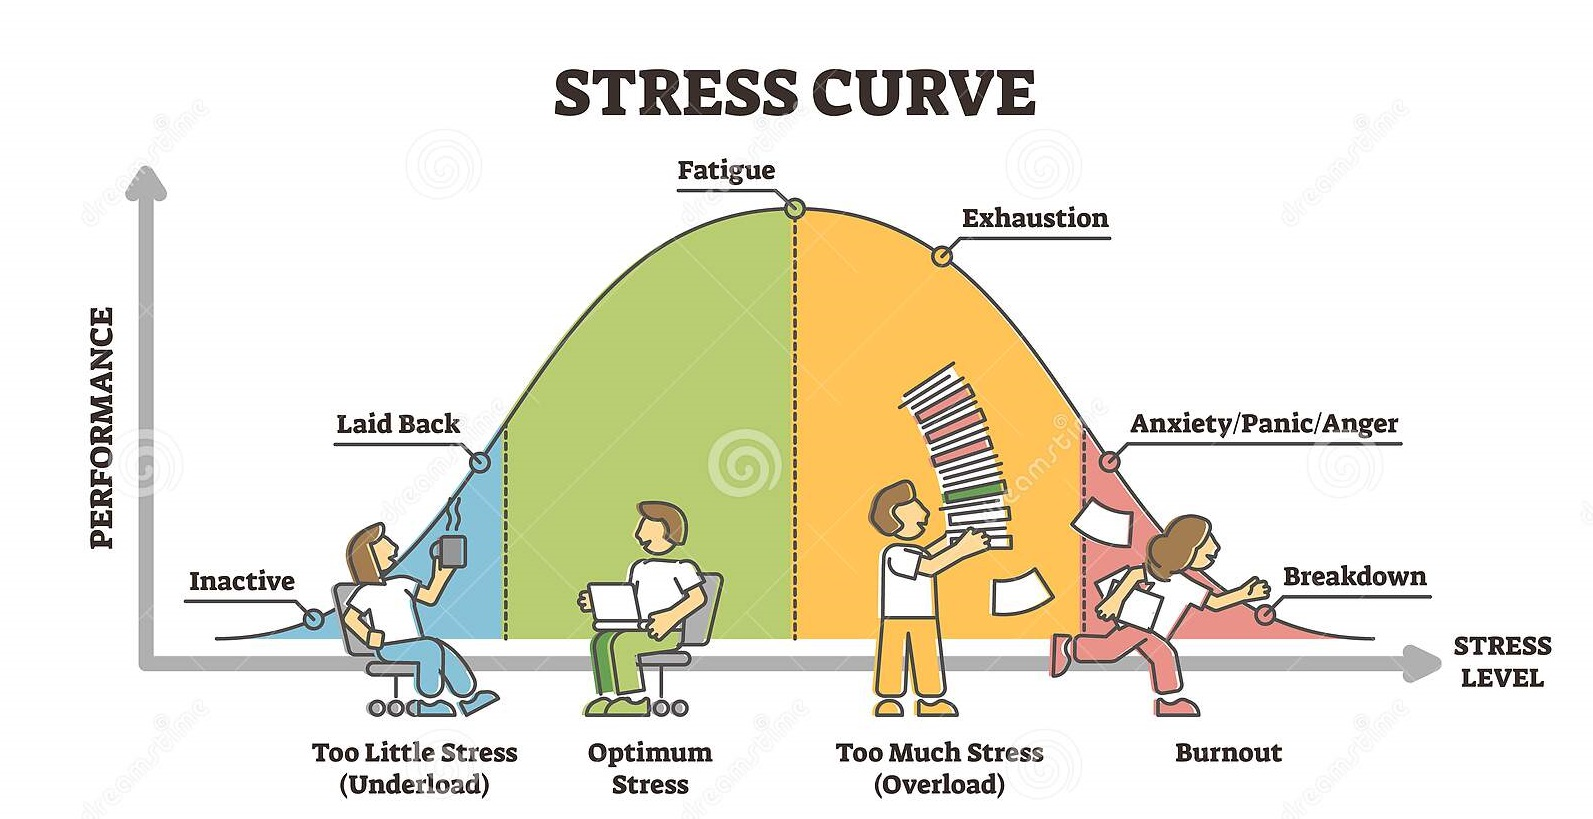 STRESS CURVE
Fatigue
Exhaustion
Laid Back
Anxiety/Panic/Anger
Inactive
Breakdown
PERFORMANCE
STRESS
LEVEL
Too Little Stress
(Underload)
Optimum
Stress
Too Much Stress
(Overload)
Burnout
dreamstime